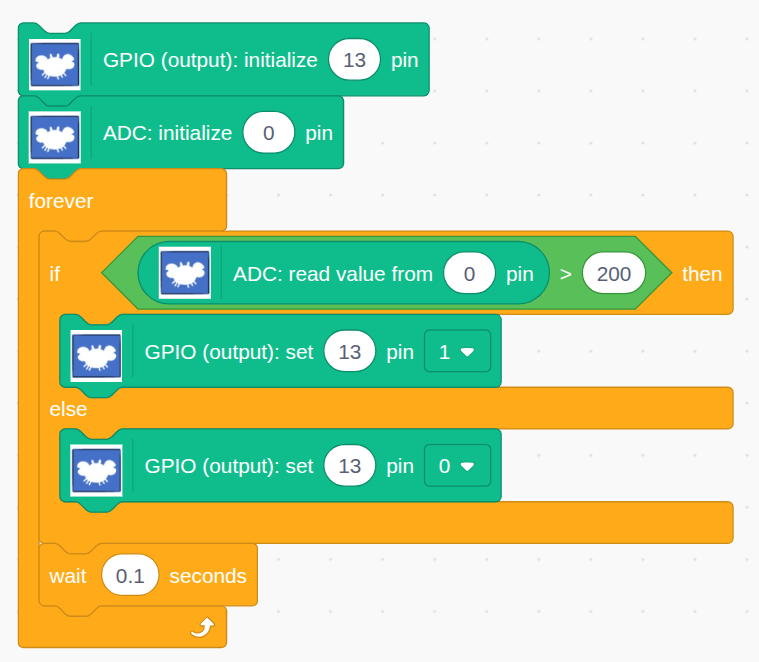 GPIO (output): initialize 13 pin
ADC: initialize 0 pin
forever
if ADC: read value from 0 pin > 200 then
GPIO (output): set 13 pin 1
else
GPIO (output): set 13 pin 0
wait 0.1 seconds